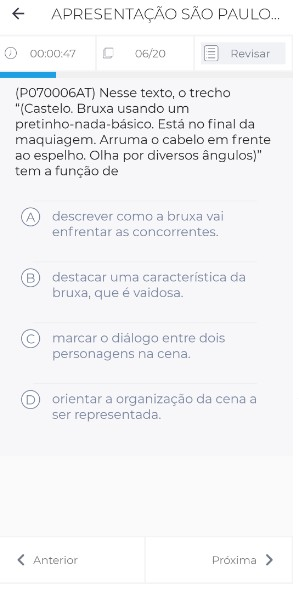 ← APRESENTAÇÃO SÃO PAULO...
00:00:47 06/20 Revisar
(P070006AT) Nesse texto, o trecho
“(Castelo. Bruxa usando um
pretinho-nada-básico. Está no final da
maquiagem. Arruma o cabelo em frente
ao espelho. Olha por diversos ângulos)”
tem a função de
A descrever como a bruxa vai
enfrentar as concorrentes.
B destacar uma característica da
bruxa, que é vaidosa.
C marcar o diálogo entre dois
personagens na cena.
D orientar a organização da cena a
ser representada.
Anterior Próxima